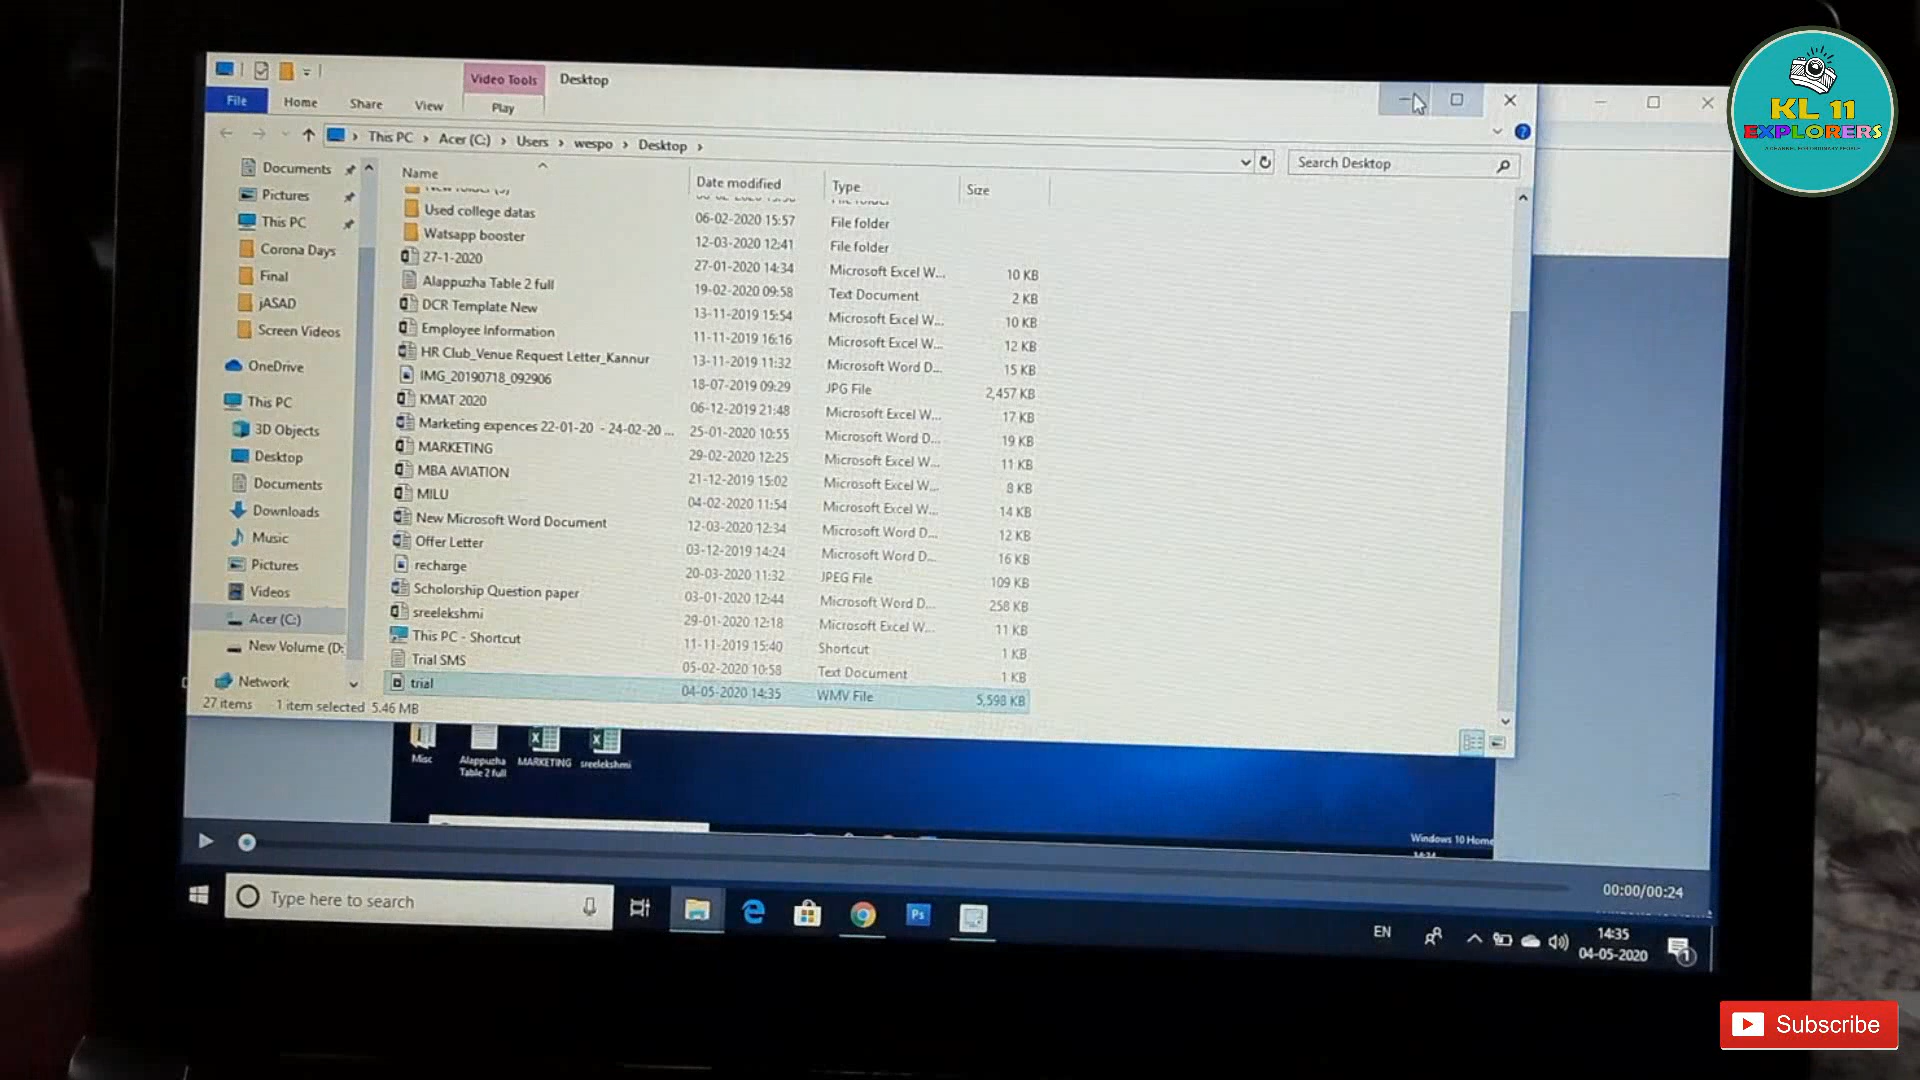 Video Tools Desktop
File Home Share View Play
This PC > Acer (C:) > Users > wespo > Desktop >
Search Desktop
Documents
Pictures
This PC
Corona Days
Final
jASAD
Screen Videos
OneDrive
This PC
3D Objects
Desktop
Documents
Downloads
Music
Pictures
Videos
Acer (C:)
New Volume (D:
Network
Name Date modified Type Size
Used college datas 06-02-2020 15:57 File folder
Watsapp booster 12-03-2020 12:41 File folder
27-1-2020 27-01-2020 14:34 Microsoft Excel W... 10 KB
Alappuzha Table 2 full 19-02-2020 09:58 Text Document 2 KB
DCR Template New 13-11-2019 15:54 Microsoft Excel W... 10 KB
Employee Information 11-11-2019 16:16 Microsoft Excel W... 12 KB
HR Club_Venue Request Letter_Kannur 13-11-2019 11:32 Microsoft Word D... 15 KB
IMG_20190718_092906 18-07-2019 09:29 JPG File 2,457 KB
KMAT 2020 06-12-2019 21:48 Microsoft Excel W... 17 KB
Marketing expences 22-01-20 - 24-02-20 ... 25-01-2020 10:55 Microsoft Word D... 19 KB
MARKETING 29-02-2020 12:25 Microsoft Excel W... 11 KB
MBA AVIATION 21-12-2019 15:02 Microsoft Excel W... 8 KB
MILU 04-02-2020 11:54 Microsoft Excel W... 14 KB
New Microsoft Word Document 12-03-2020 12:34 Microsoft Word D... 12 KB
Offer Letter 03-12-2019 14:24 Microsoft Word D... 16 KB
recharge 20-03-2020 11:32 JPEG File 109 KB
Scholorship Question paper 03-01-2020 12:44 Microsoft Word D... 258 KB
sreelekshmi 29-01-2020 12:18 Microsoft Excel W... 11 KB
This PC - Shortcut 11-11-2019 15:40 Shortcut 1 KB
Trial SMS 05-02-2020 10:58 Text Document 1 KB
trial 04-05-2020 14:35 WMV File 5,598 KB
27 items 1 item selected 5.46 MB
Misc
Alappuzha
Table 2 full
MARKETING
sreelekshmi
Windows 10 Home
00:00/00:24
Type here to search
Ps
EN
14:35
04-05-2020
1
KL 11
EXPLORERS
A CHANNEL FOR ORDINARY PEOPLE
Subscribe